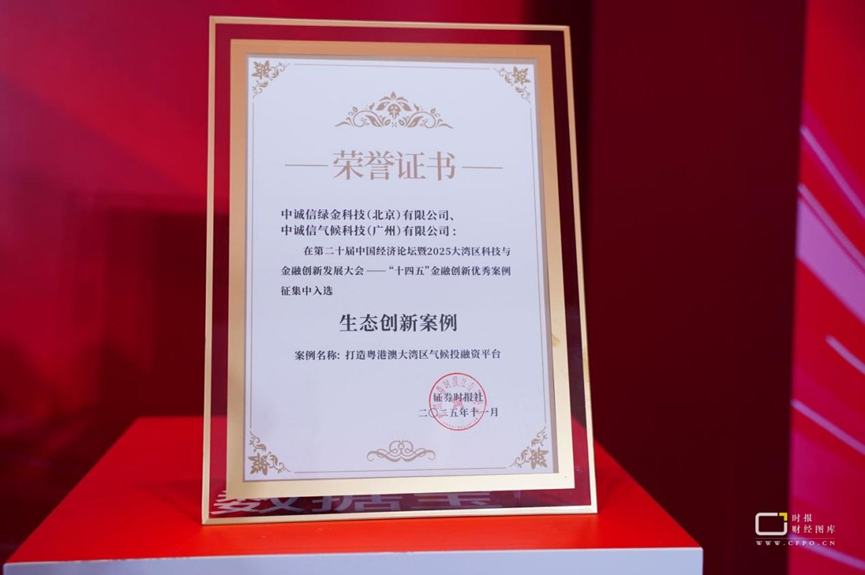 荣誉证书
中诚信绿金科技(北京)有限公司、
中诚信气候科技(广州)有限公司:
在第二十届中国经济论坛暨2025大湾区科技与
金融创新发展大会——“十四五”金融创新优秀案例
征集中入选
生态创新案例
案例名称: 打造粤港澳大湾区气候投融资平台
证券时报社
二〇二五年十一月
数据集
时报
财经图库
WWW.CFPO.CN